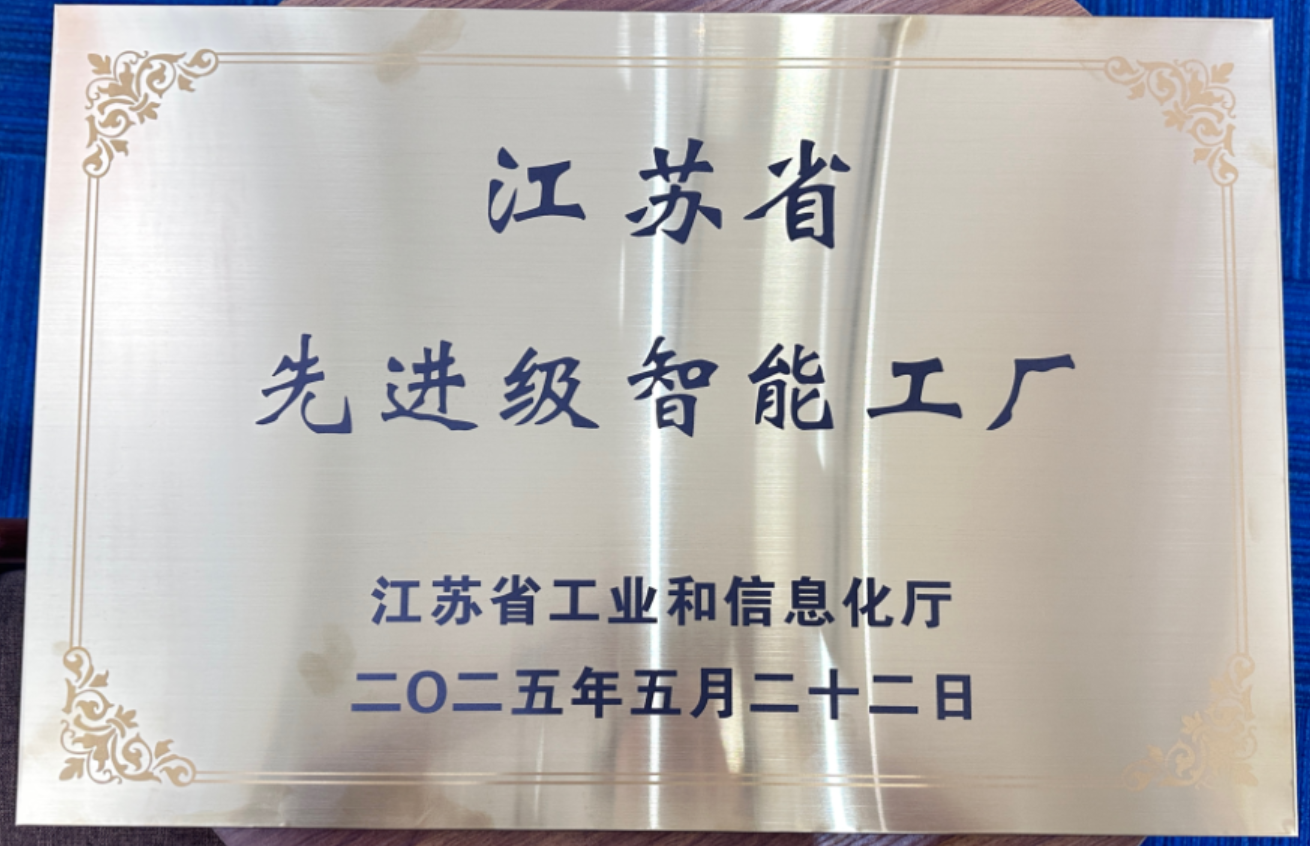 江苏省
先进级智能工厂
江苏省工业和信息化厅
二〇二五年五月二十二日